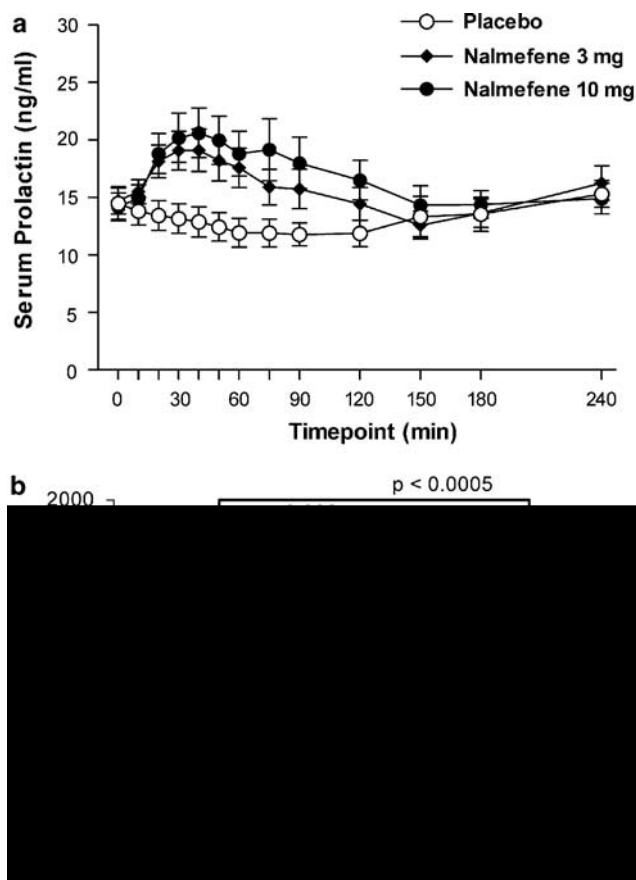 a
Placebo
Nalmefene 3 mg
Nalmefene 10 mg
Serum Prolactin (ng/ml)
30
25
20
15
10
5
0
0 30 60 90 120 150 180 240
Timepoint (min)
b
p < 0.0005
2000